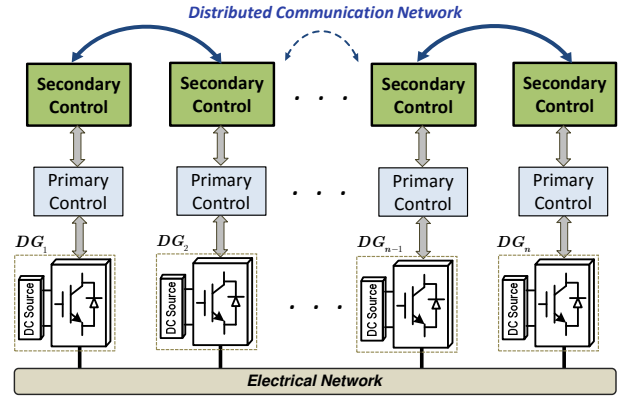 Distributed Communication Network
Secondary
Control
Secondary
Control
. . .
Secondary
Control
Secondary
Control
Primary
Control
Primary
Control
. . .
Primary
Control
Primary
Control
DG₁
DG₂
DGₙ₋₁
DGₙ
DC Source
DC Source
. . .
DC Source
DC Source
Electrical Network